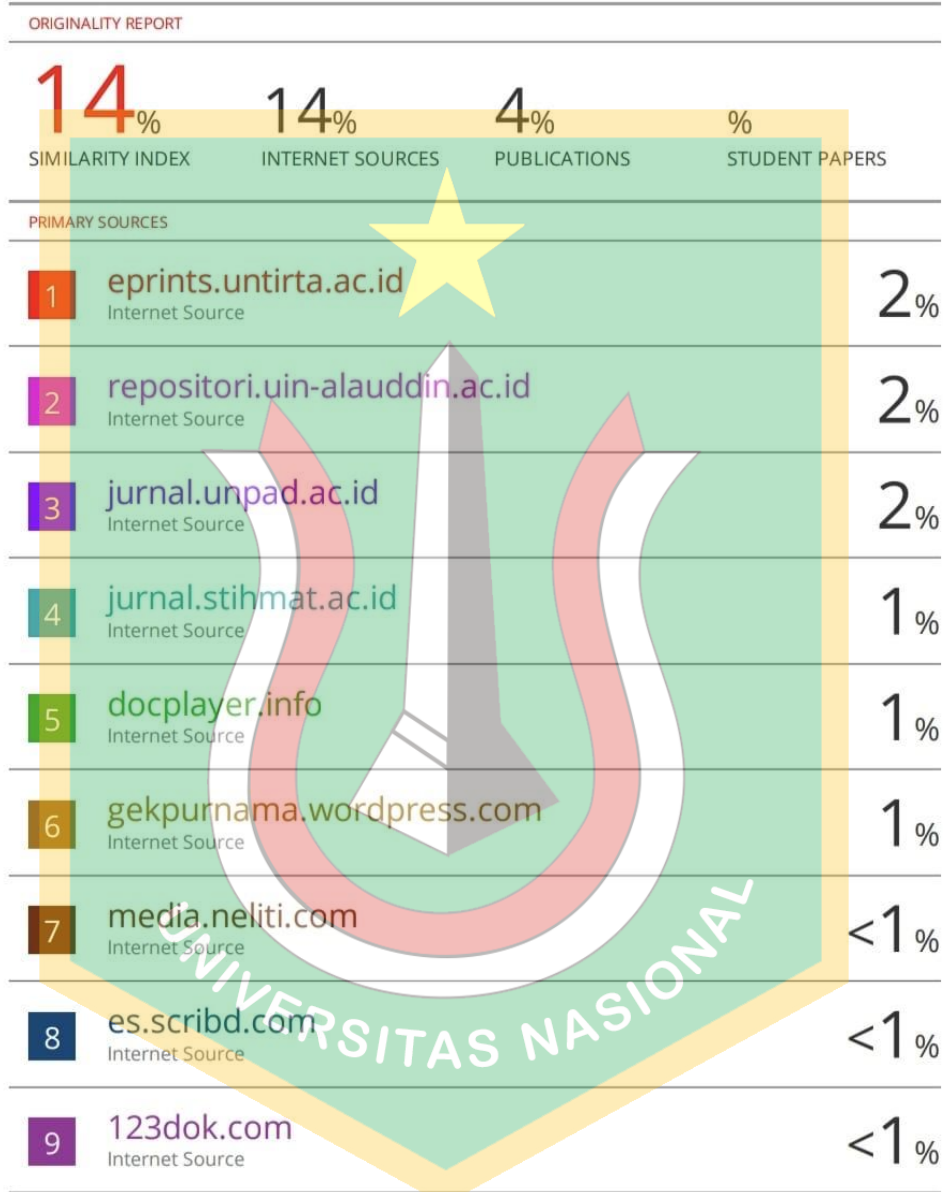 ORIGINALITY REPORT
14% 14% 4% %
SIMILARITY INDEX INTERNET SOURCES PUBLICATIONS STUDENT PAPERS
PRIMARY SOURCES
1 eprints.untirta.ac.id 2%
Internet Source
2 repositori.uin-alauddin.ac.id 2%
Internet Source
3 jurnal.unpad.ac.id 2%
Internet Source
4 jurnal.stihmat.ac.id 1%
Internet Source
5 docplayer.info 1%
Internet Source
6 gekpurnama.wordpress.com 1%
Internet Source
7 media.neliti.com <1%
Internet Source
8 es.scribd.com <1%
Internet Source
9 123dok.com <1%
Internet Source
UNIVERSITAS NASIONAL